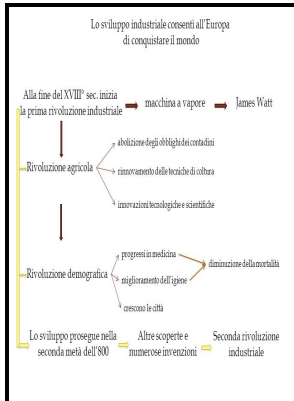 Lo sviluppo industriale consentì all'Europa
di conquistare il mondo
Alla fine del XVIII° sec. inizia
la prima rivoluzione industriale
macchina a vapore
James Watt
Rivoluzione agricola
abolizione degli obblighi dei contadini
rinnovamento delle tecniche di coltura
innovazioni tecnologiche e scientifiche
Rivoluzione demografica
progressi in medicina
miglioramento dell'igiene
crescono le città
diminuzione della mortalità
Lo sviluppo prosegue nella
seconda metà dell'800
Altre scoperte e
numerose invenzioni
Seconda rivoluzione
industriale